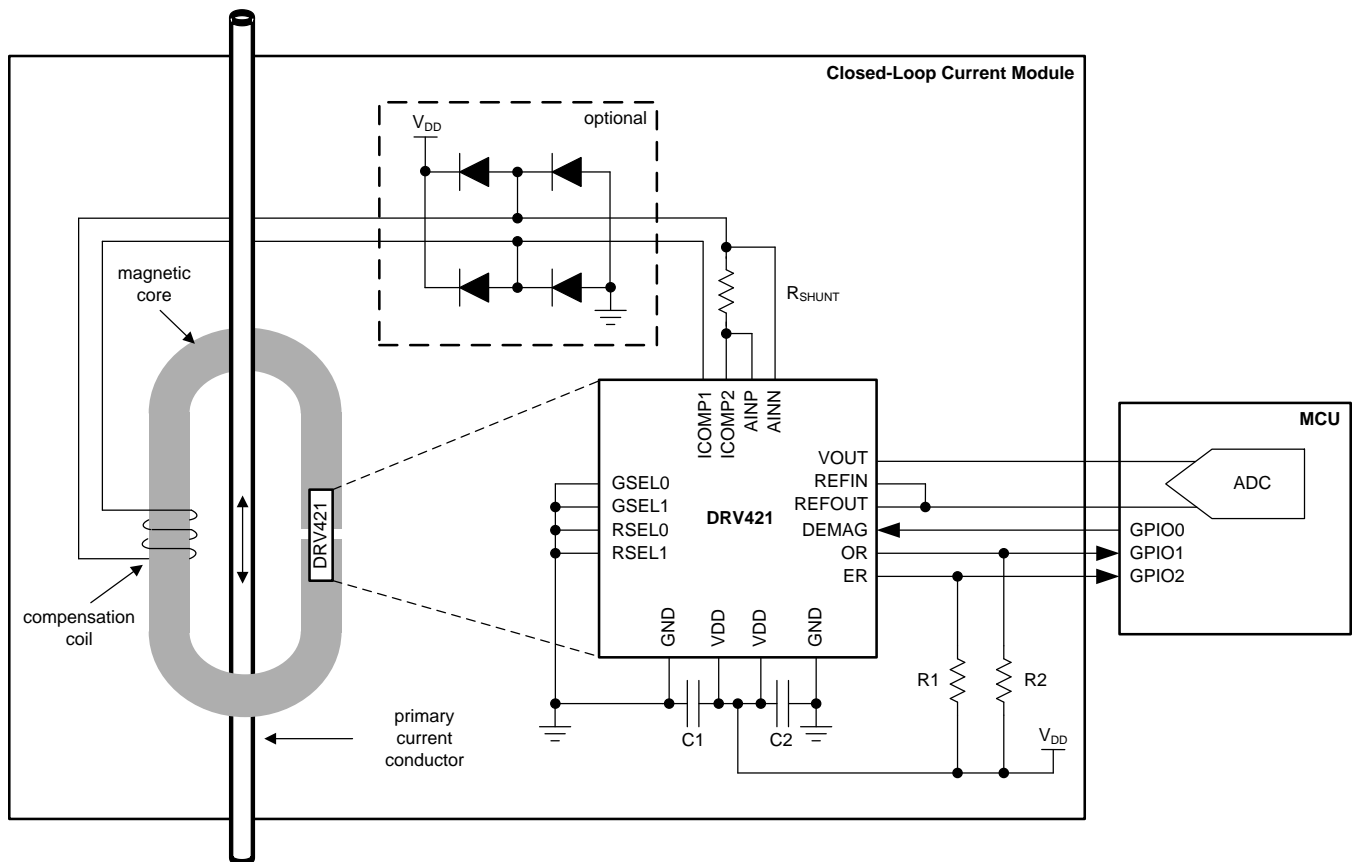 Closed-Loop Current Module
optional
VDD
magnetic
core
RSHUNT
ICOMP1
ICOMP2
AINP
AINN
MCU
VOUT
REFIN
REFOUT
DEMAG
OR
ER
ADC
GPIO0
GPIO1
GPIO2
GSEL0
GSEL1
RSEL0
RSEL1
DRV421
DRV421
compensation
coil
GND
VDD
VDD
GND
R1
R2
C1
C2
primary
current
conductor
VDD